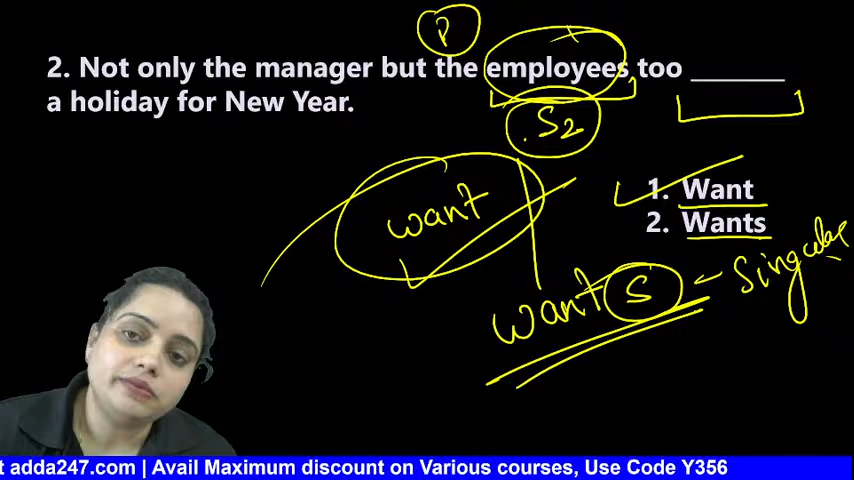 P
2. Not only the manager but the employees too _______
a holiday for New Year.
S2
want
1. Want
2. Wants
wants - Singular
t adda247.com | Avail Maximum discount on Various courses, Use Code Y356